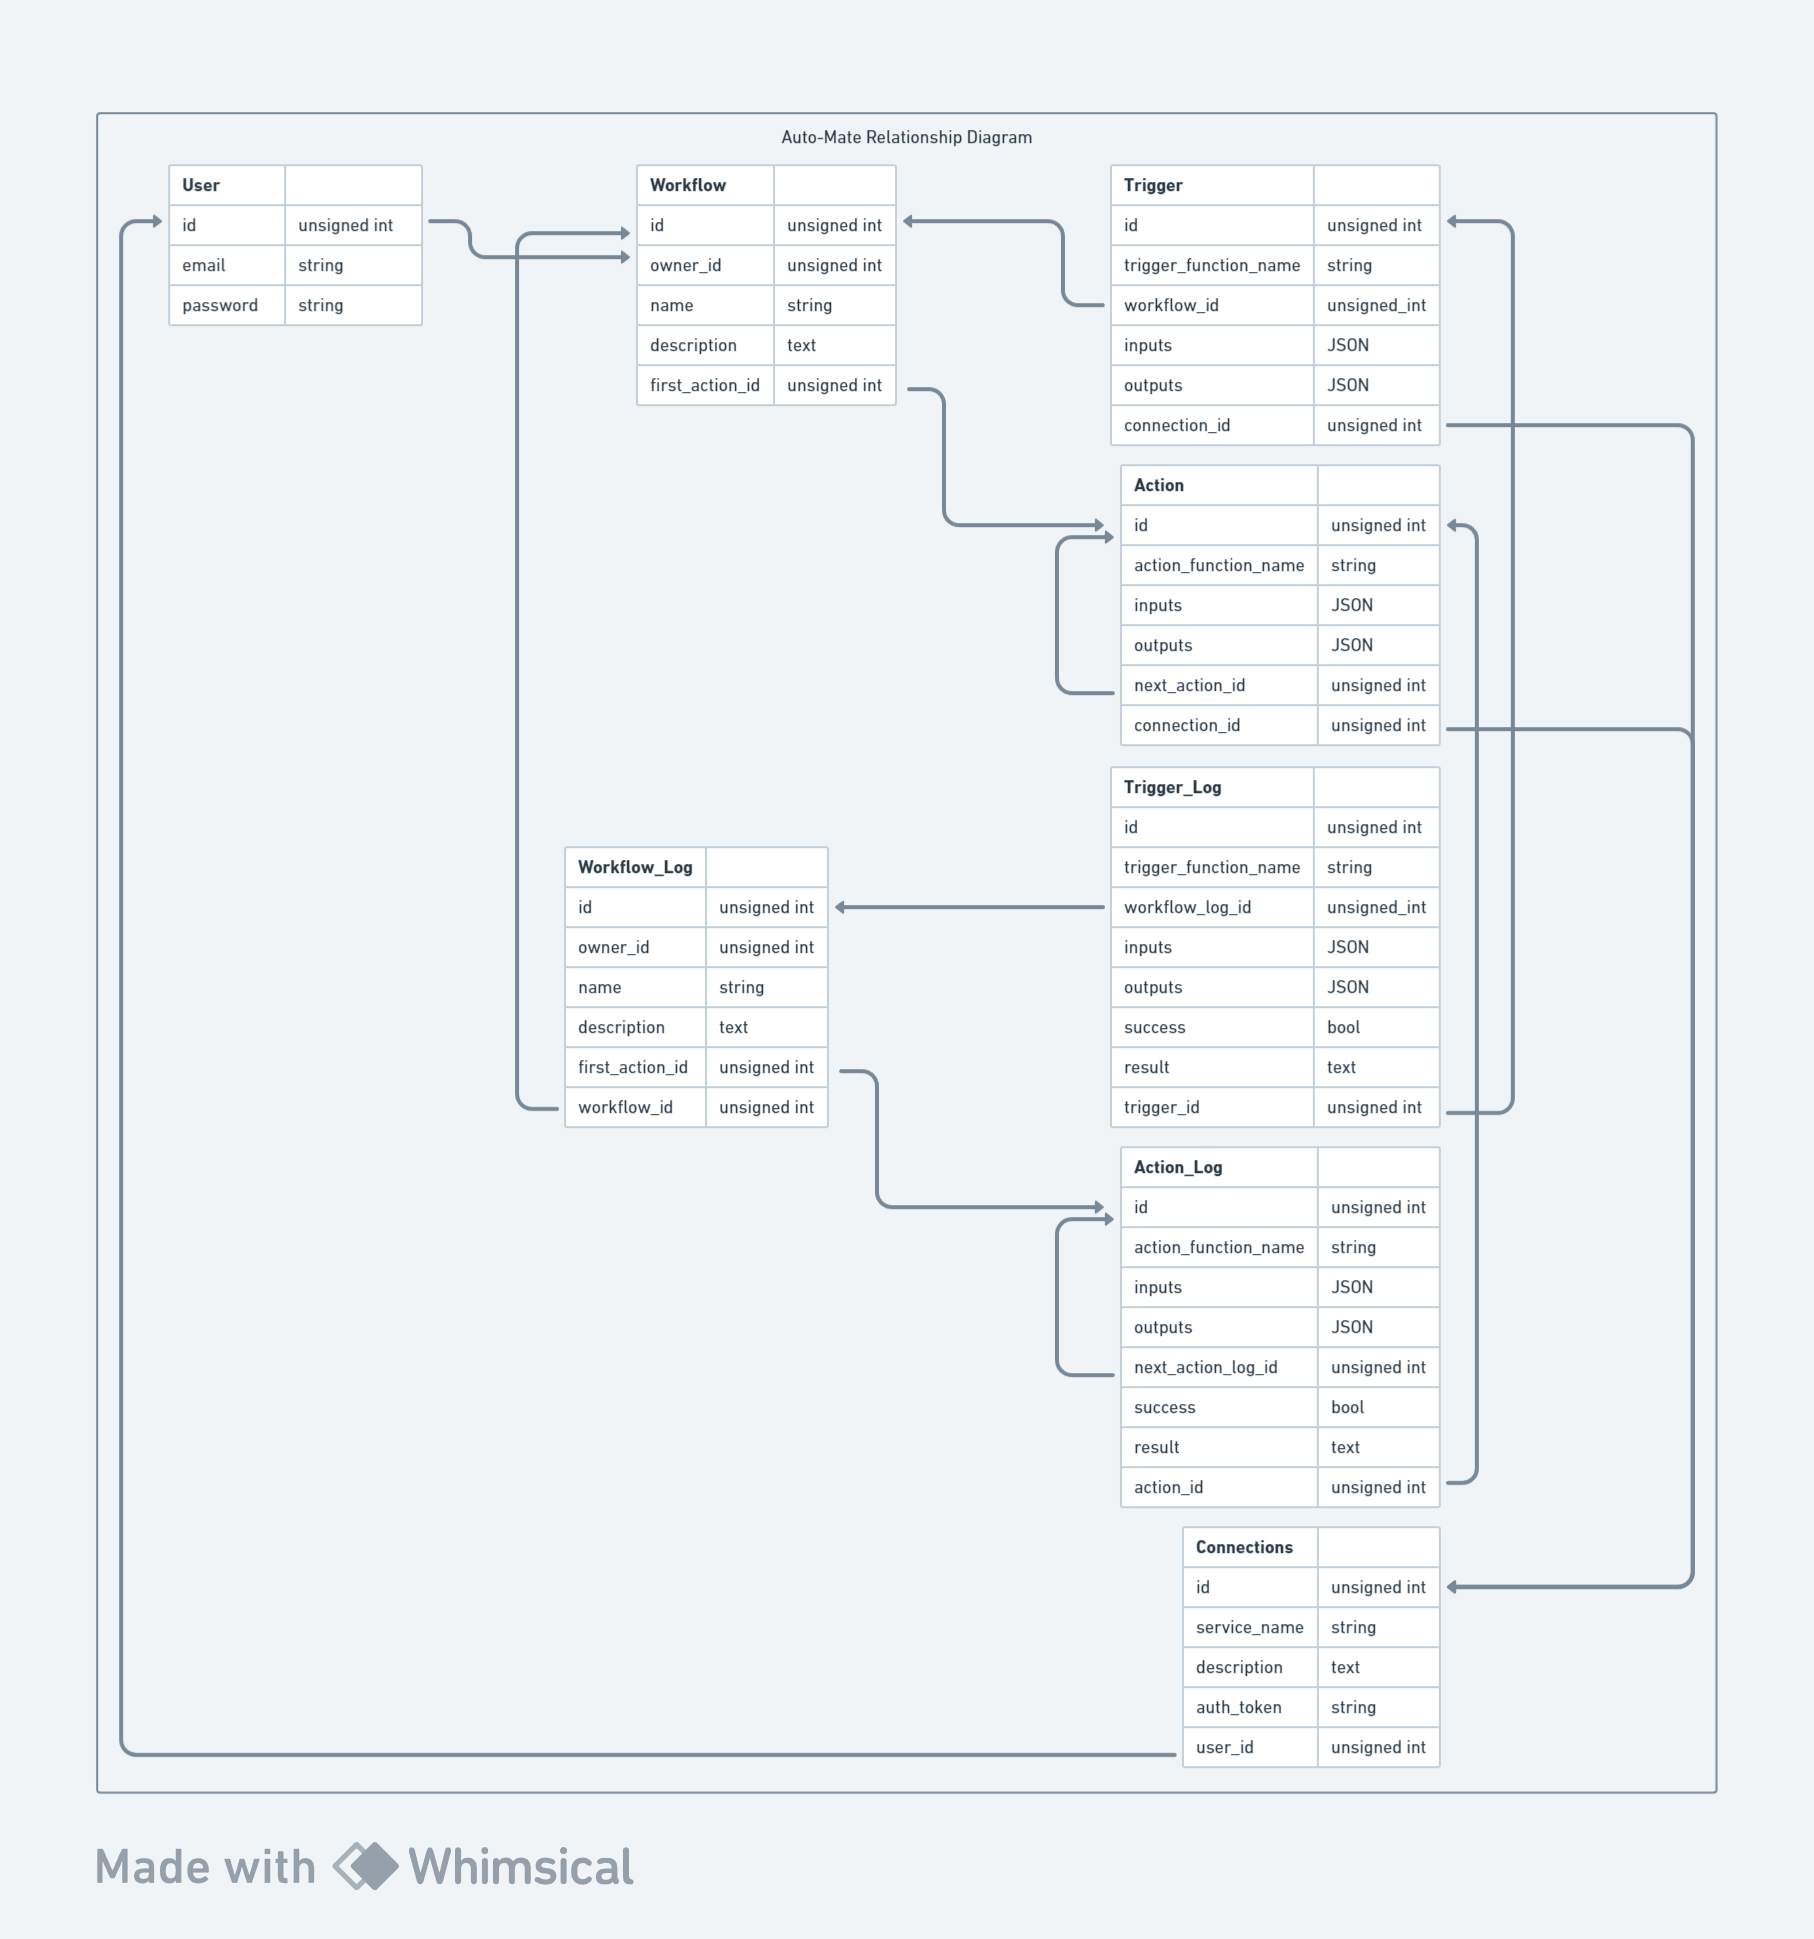 Auto-Mate Relationship Diagram
User
id unsigned int
email string
password string
Workflow
id unsigned int
owner_id unsigned int
name string
description text
first_action_id unsigned int
Trigger
id unsigned int
trigger_function_name string
workflow_id unsigned_int
inputs JSON
outputs JSON
connection_id unsigned int
Action
id unsigned int
action_function_name string
inputs JSON
outputs JSON
next_action_id unsigned int
connection_id unsigned int
Workflow_Log
id unsigned int
owner_id unsigned int
name string
description text
first_action_id unsigned int
workflow_id unsigned int
Trigger_Log
id unsigned int
trigger_function_name string
workflow_log_id unsigned_int
inputs JSON
outputs JSON
success bool
result text
trigger_id unsigned int
Action_Log
id unsigned int
action_function_name string
inputs JSON
outputs JSON
next_action_log_id unsigned int
success bool
result text
action_id unsigned int
Connections
id unsigned int
service_name string
description text
auth_token string
user_id unsigned int
Made with Whimsical